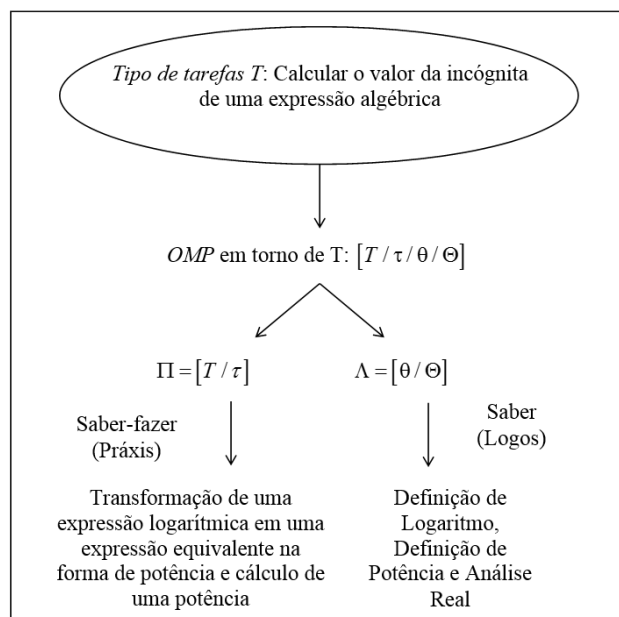 Tipo de tarefas T: Calcular o valor da incógnita
de uma expressão algébrica
OMP em torno de T: [T / τ / θ / Θ]
Π = [T / τ]
Λ = [θ / Θ]
Saber-fazer
(Práxis)
Saber
(Logos)
Transformação de uma
expressão logarítmica em uma
expressão equivalente na
forma de potência e cálculo de
uma potência
Definição de
Logaritmo,
Definição de
Potência e Análise
Real